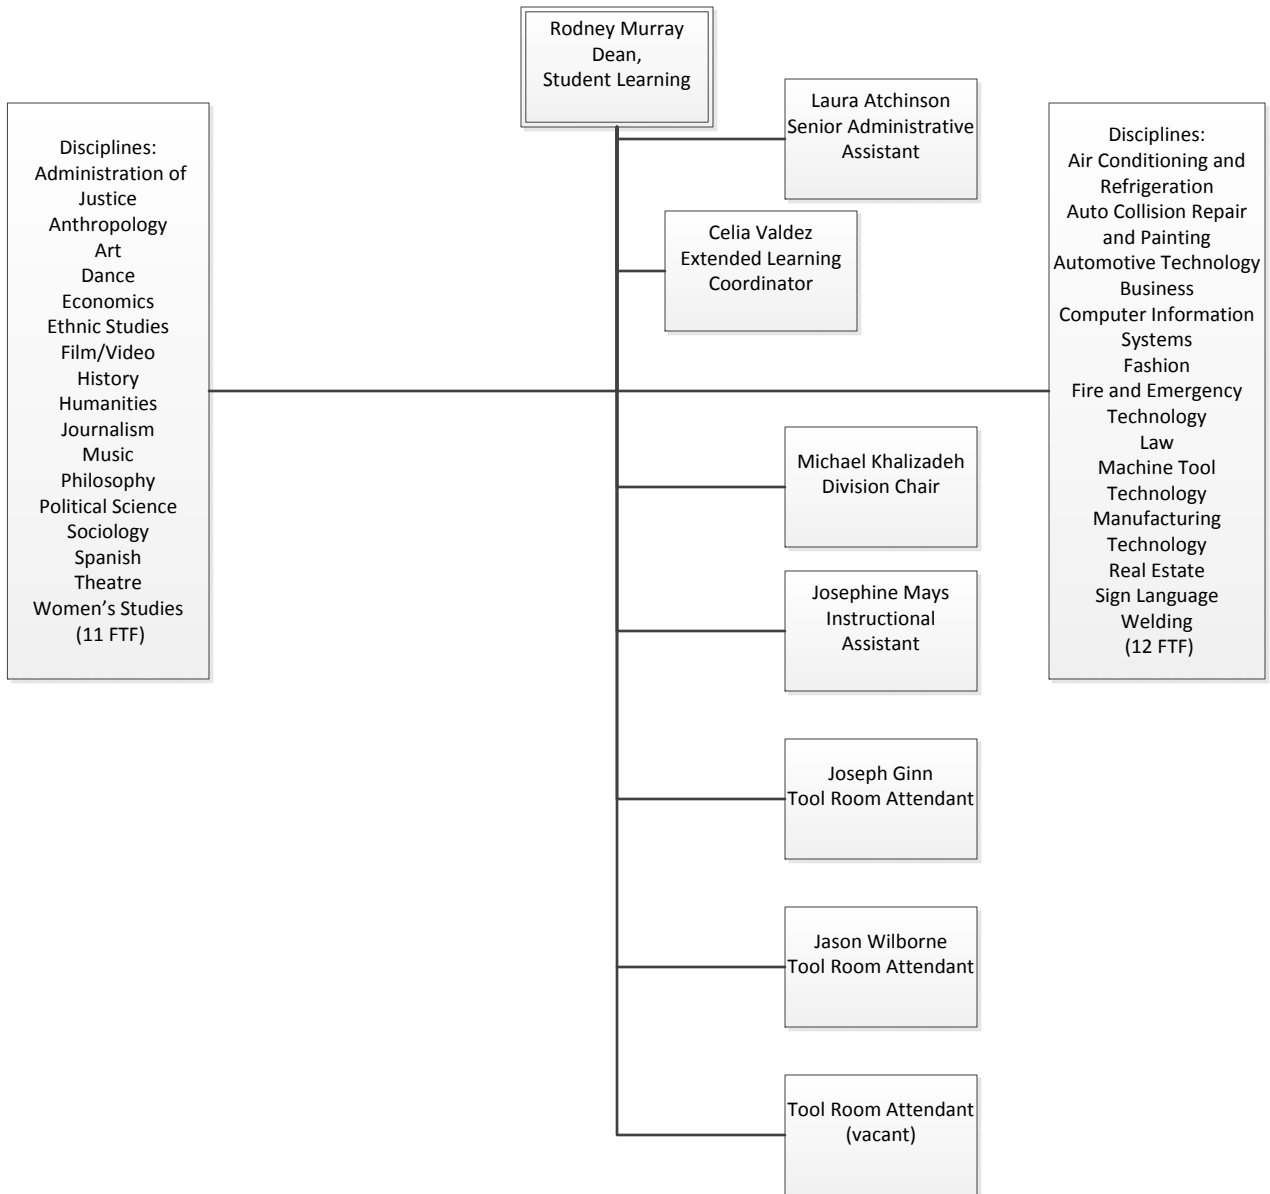 Rodney Murray
Dean,
Student Learning
Laura Atchinson
Senior Administrative
Assistant
Celia Valdez
Extended Learning
Coordinator
Disciplines:
Administration of
Justice
Anthropology
Art
Dance
Economics
Ethnic Studies
Film/Video
History
Humanities
Journalism
Music
Philosophy
Political Science
Sociology
Spanish
Theatre
Women’s Studies
(11 FTF)
Disciplines:
Air Conditioning and
Refrigeration
Auto Collision Repair
and Painting
Automotive Technology
Business
Computer Information
Systems
Fashion
Fire and Emergency
Technology
Law
Machine Tool
Technology
Manufacturing
Technology
Real Estate
Sign Language
Welding
(12 FTF)
Michael Khalizadeh
Division Chair
Josephine Mays
Instructional
Assistant
Joseph Ginn
Tool Room Attendant
Jason Wilborne
Tool Room Attendant
Tool Room Attendant
(vacant)